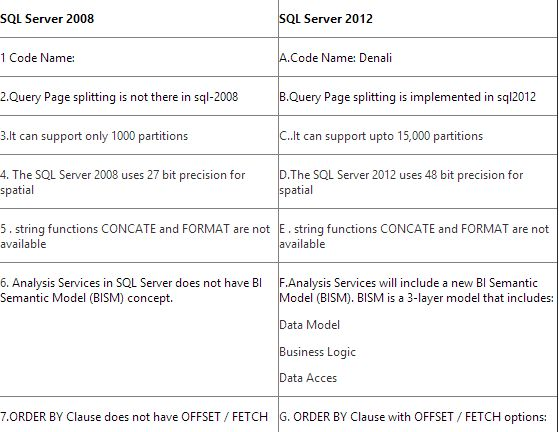 SQL Server 2008
SQL Server 2012
1 Code Name:
A.Code Name: Denali
2.Query Page splitting is not there in sql-2008
B.Query Page splitting is implemented in sql2012
3.It can support only 1000 partitions
C..It can support upto 15,000 partitions
4. The SQL Server 2008 uses 27 bit precision for
spatial
D.The SQL Server 2012 uses 48 bit precision for
spatial
5 . string functions CONCATE and FORMAT are not
available
E . string functions CONCATE and FORMAT are not
available
6. Analysis Services in SQL Server does not have BI
Semantic Model (BISM) concept.
F.Analysis Services will include a new BI Semantic
Model (BISM). BISM is a 3-layer model that includes:
Data Model
Business Logic
Data Acces
7.ORDER BY Clause does not have OFFSET / FETCH
G. ORDER BY Clause with OFFSET / FETCH options: